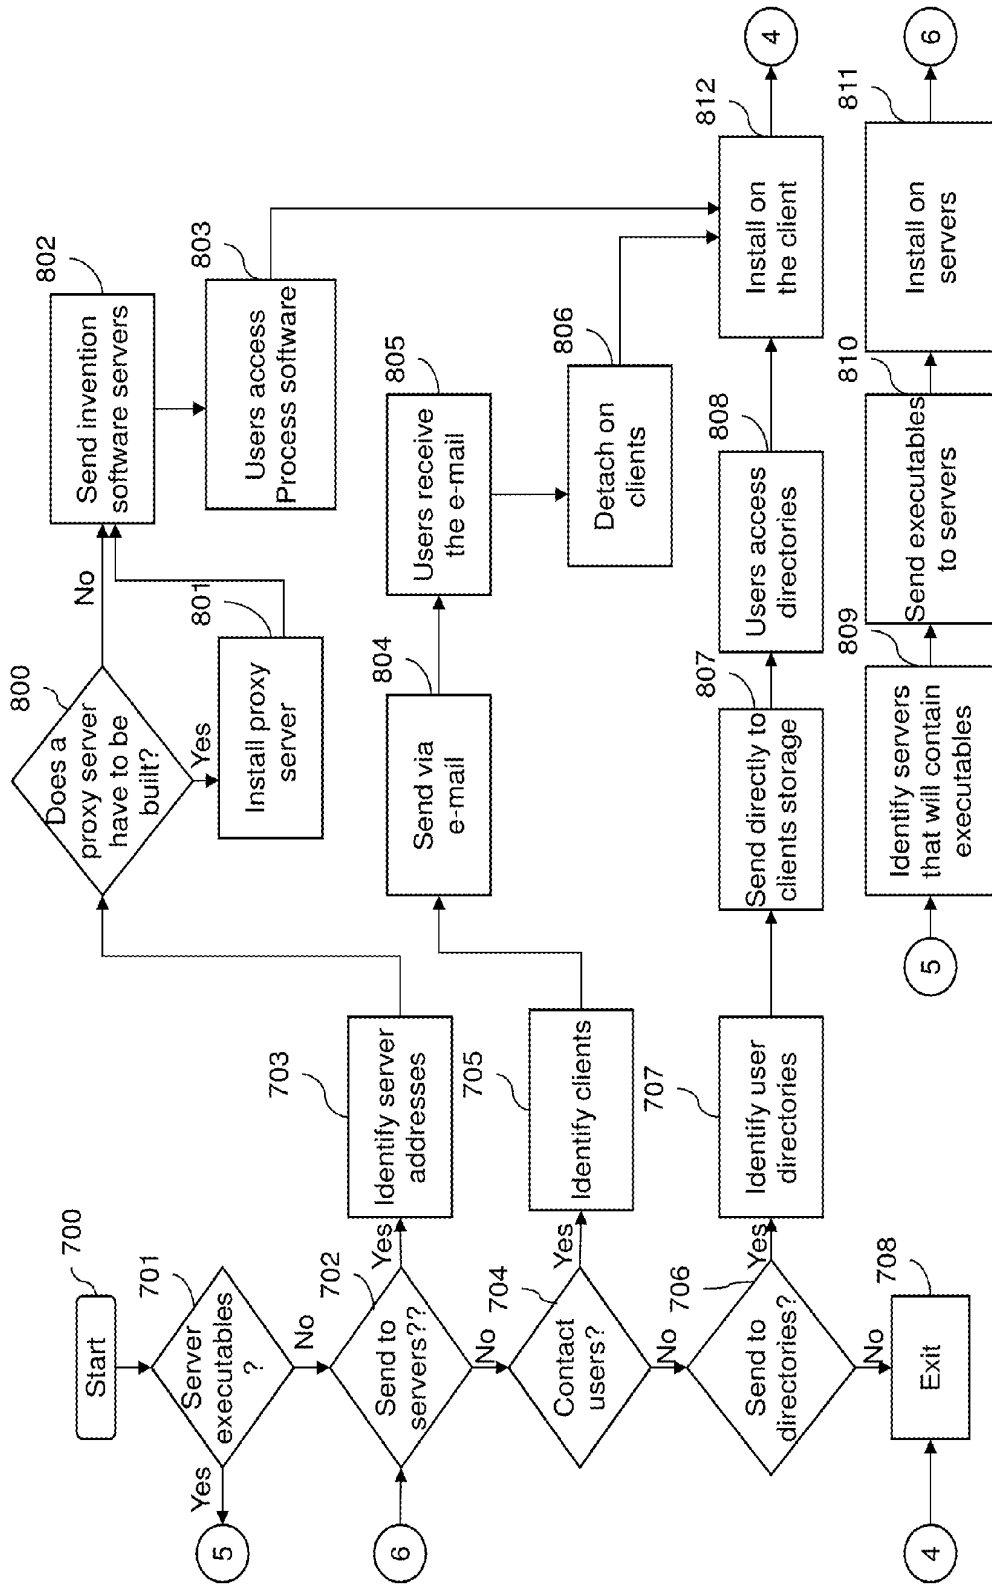 700
Start
701
Server
executables
?
Yes
No
5
702
Send to
servers??
Yes
No
6
703
Identify server
addresses
704
Contact
users?
Yes
No
705
Identify clients
706
Send to
directories?
Yes
No
707
Identify user
directories
708
Exit
4
800
Does a
proxy server
have to be
built?
No
Yes
801
Install proxy
server
802
Send invention
software servers
803
Users access
Process software
804
Send via
e-mail
805
Users receive
the e-mail
806
Detach on
clients
807
Send directly to
clients storage
808
Users access
directories
812
Install on
the client
4
5
809
Identify servers
that will contain
executables
810
Send executables
to servers
811
Install on
servers
6